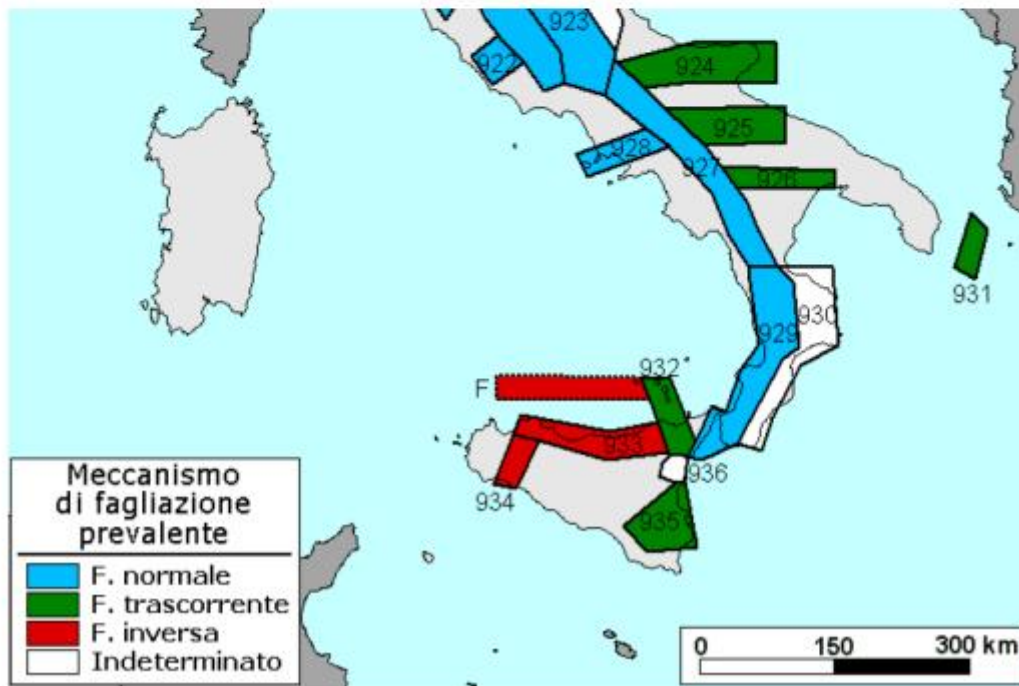 923
922
924
925
928
927
926
931
930
929
932
F
933
936
934
935
Meccanismo
di fagliazione
prevalente
F. normale
F. trascorrente
F. inversa
Indeterminato
0 150 300 km